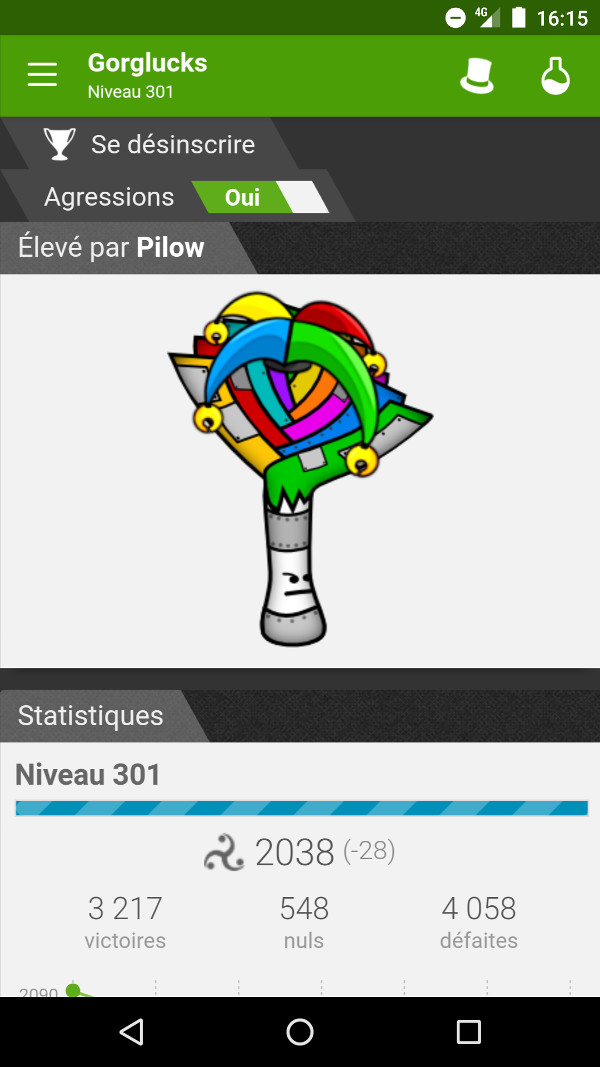 4G 16:15
Gorglucks
Niveau 301
Se désinscrire
Agressions Oui
Élevé par Pilow
Statistiques
Niveau 301
2038 (-28)
3 217 548 4 058
victoires nuls défaites
2090